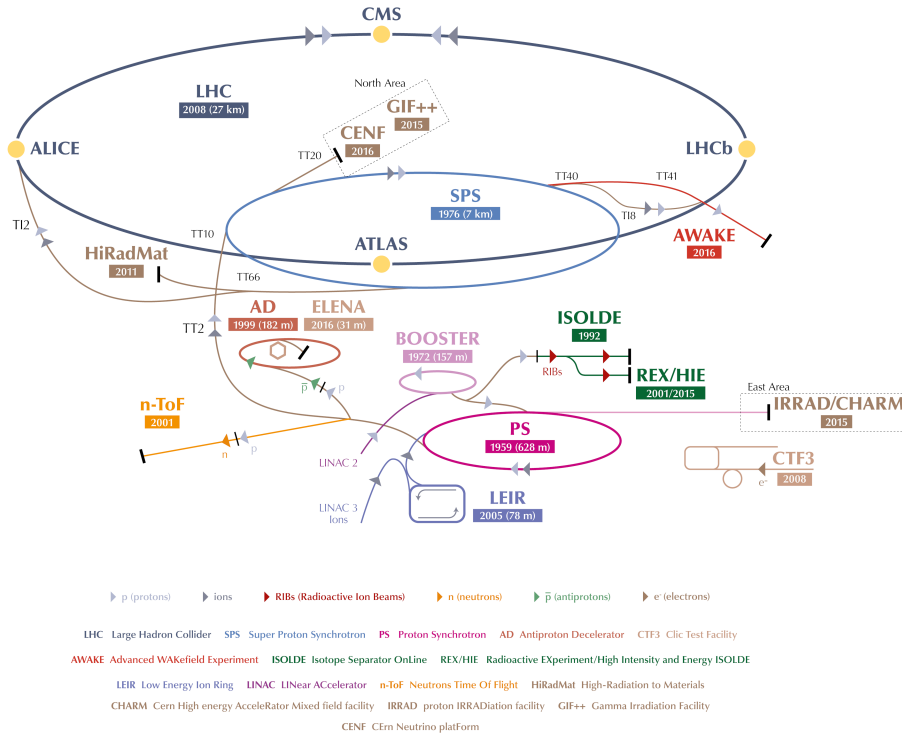 CMS
LHC
2008 (27 km)
North Area
GIF++
2015
CENF
2016
ALICE
LHCb
TT20
TT40
TT41
SPS
1976 (7 km)
TI8
TI2
TT10
AWAKE
2016
HiRadMat
2011
ATLAS
TT66
TT2
AD
1999 (182 m)
ELENA
2016 (31 m)
BOOSTER
1972 (157 m)
ISOLDE
1992
RIBs
REX/HIE
2001/2015
p̅
p
East Area
IRRAD/CHARM
2015
n-ToF
2001
n
p
PS
1959 (628 m)
LINAC 2
CTF3
2008
e-
LEIR
2005 (78 m)
LINAC 3
Ions
p (protons) ions RIBs (Radioactive Ion Beams) n (neutrons) p̅ (antiprotons) e- (electrons)
LHC Large Hadron Collider SPS Super Proton Synchrotron PS Proton Synchrotron AD Antiproton Decelerator CTF3 Clic Test Facility
AWAKE Advanced WAKefield Experiment ISOLDE Isotope Separator OnLine REX/HIE Radioactive EXperiment/High Intensity and Energy ISOLDE
LEIR Low Energy Ion Ring LINAC LINear ACcelerator n-ToF Neutrons Time Of Flight HiRadMat High-Radiation to Materials
CHARM Cern High energy AcceleRator Mixed field facility IRRAD proton IRRADiation facility GIF++ Gamma Irradiation Facility
CENF CErn Neutrino platForm